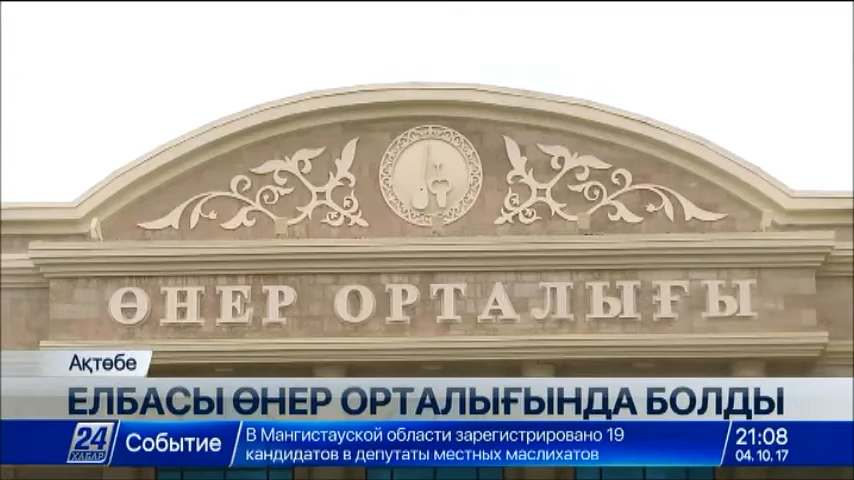 ӨНЕР ОРТАЛЫҒЫ
Ақтөбе
ЕЛБАСЫ ӨНЕР ОРТАЛЫҒЫНДА БОЛДЫ
24
ХАБАР
Событие
В Мангистауской области зарегистрировано 19
кандидатов в депутаты местных маслихатов
21:08
04.10.17